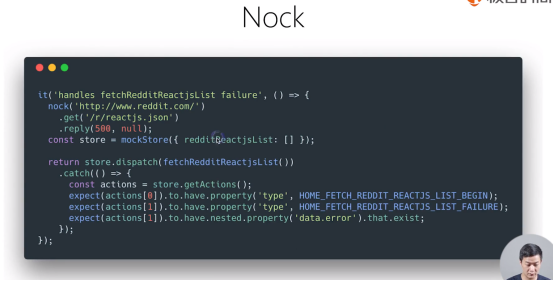 Nock
it('handles fetchRedditReactjsList failure', () => {
nock('http://www.reddit.com/')
.get('/r/reactjs.json')
.reply(500, null);
const store = mockStore({ redditReactjsList: [] });
return store.dispatch(fetchRedditReactjsList())
.catch(() => {
const actions = store.getActions();
expect(actions[0]).to.have.property('type', HOME_FETCH_REDDIT_REACTJS_LIST_BEGIN);
expect(actions[1]).to.have.property('type', HOME_FETCH_REDDIT_REACTJS_LIST_FAILURE);
expect(actions[1]).to.have.nested.property('data.error').that.exist;
});
});